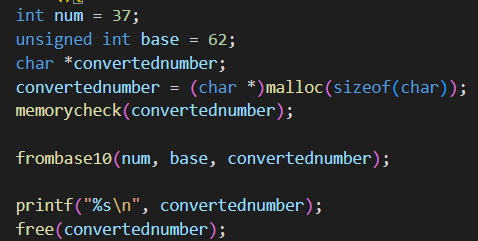 int num = 37;
unsigned int base = 62;
char *convertednumber;
convertednumber = (char *)malloc(sizeof(char));
memorycheck(convertednumber);
frombase10(num, base, convertednumber);
printf("%s\n", convertednumber);
free(convertednumber);